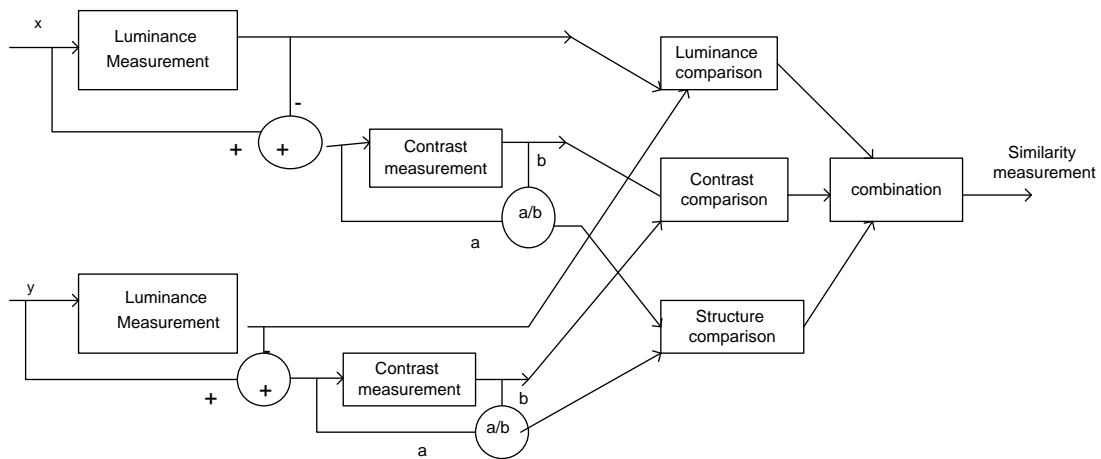 x
Luminance
Measurement
-
+
+
Contrast
measurement
b
a/b
a
y
Luminance
Measurement
-
+
+
Contrast
measurement
b
a/b
a
Luminance
comparison
Contrast
comparison
Structure
comparison
combination
Similarity
measurement